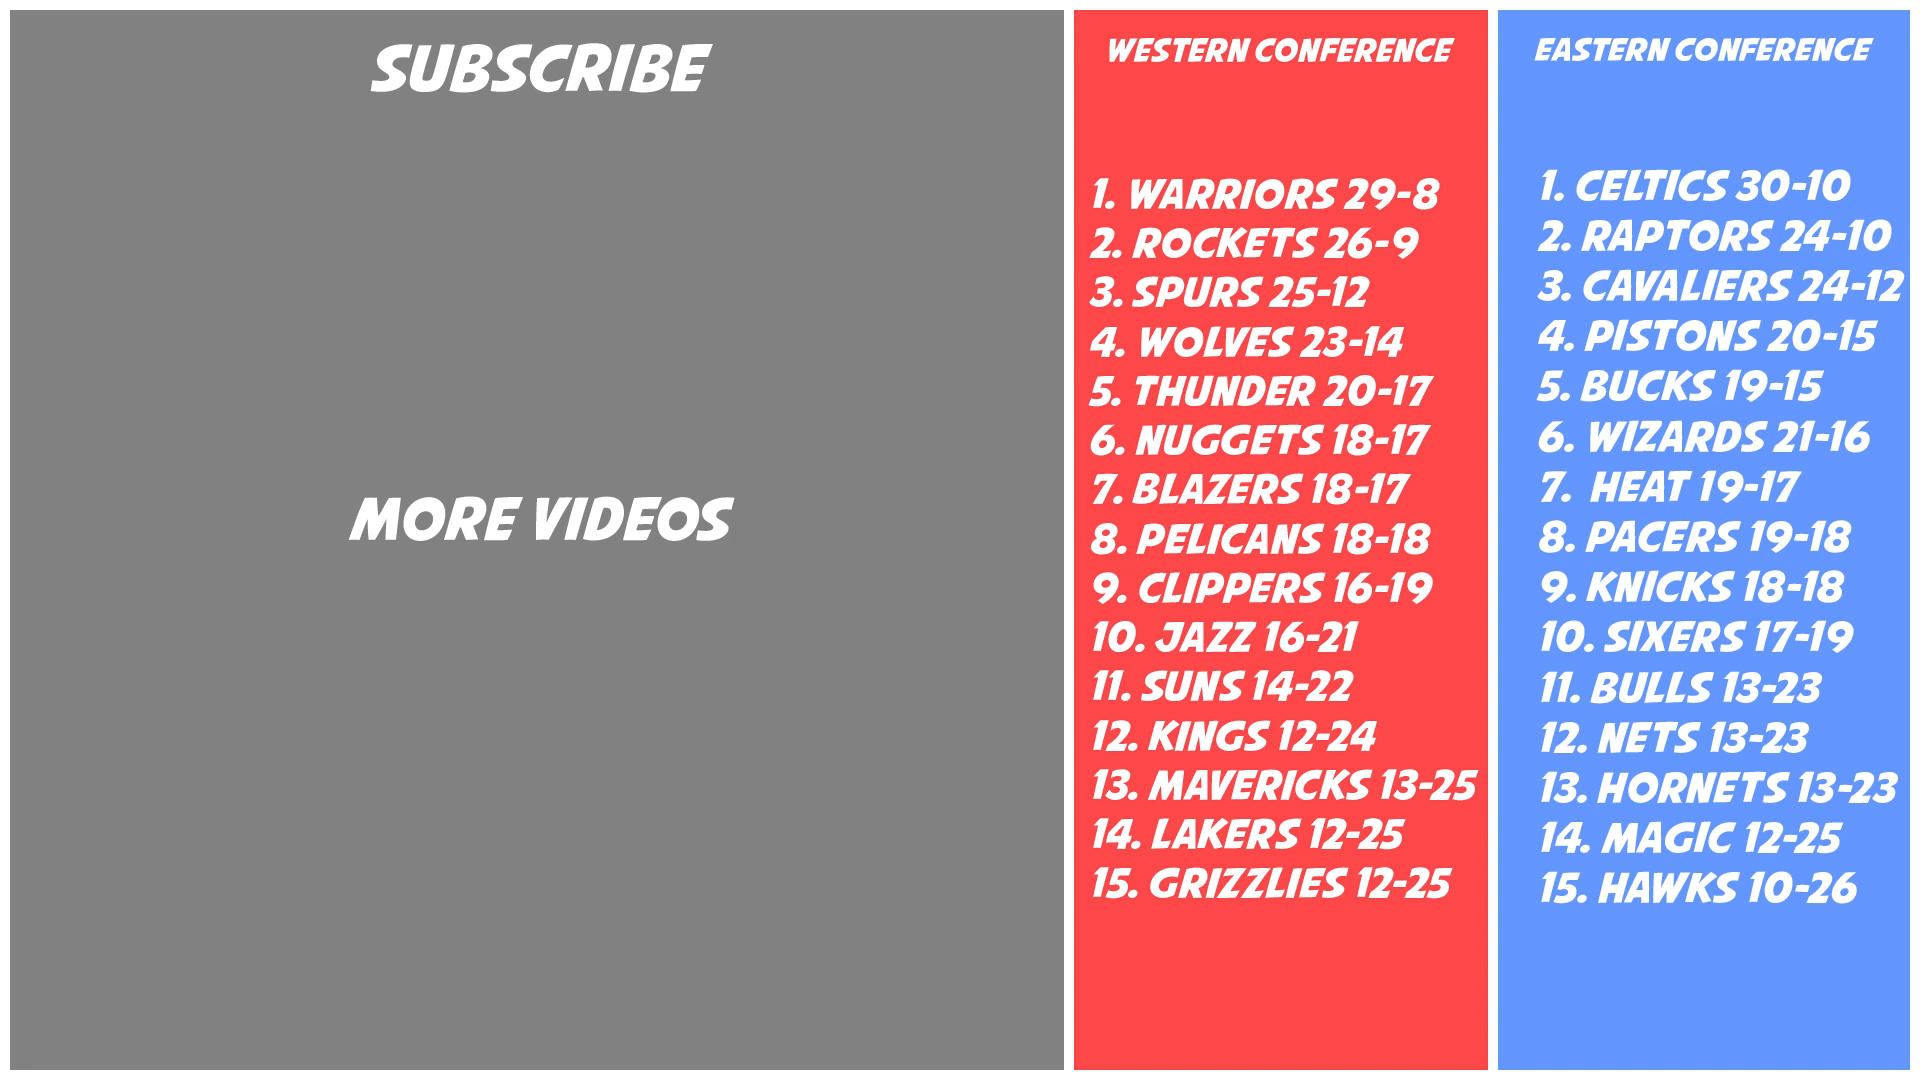 SUBSCRIBE
MORE VIDEOS
WESTERN CONFERENCE
1. WARRIORS 29-8
2. ROCKETS 26-9
3. SPURS 25-12
4. WOLVES 23-14
5. THUNDER 20-17
6. NUGGETS 18-17
7. BLAZERS 18-17
8. PELICANS 18-18
9. CLIPPERS 16-19
10. JAZZ 16-21
11. SUNS 14-22
12. KINGS 12-24
13. MAVERICKS 13-25
14. LAKERS 12-25
15. GRIZZLIES 12-25
EASTERN CONFERENCE
1. CELTICS 30-10
2. RAPTORS 24-10
3. CAVALIERS 24-12
4. PISTONS 20-15
5. BUCKS 19-15
6. WIZARDS 21-16
7. HEAT 19-17
8. PACERS 19-18
9. KNICKS 18-18
10. SIXERS 17-19
11. BULLS 13-23
12. NETS 13-23
13. HORNETS 13-23
14. MAGIC 12-25
15. HAWKS 10-26